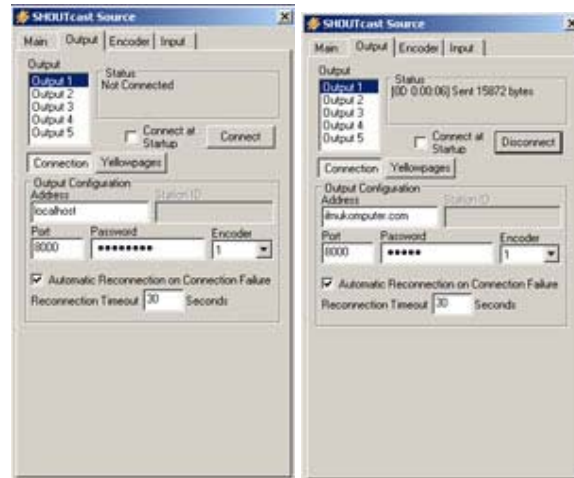 SHOUTcast Source
Main Output Encoder Input
Output
Output 1
Output 2
Output 3
Output 4
Output 5
Status
Not Connected
Connect at Startup
Connect
Connection Yellowpages
Output Configuration
Address Station ID
localhost
Port Password Encoder
8000 ******** 1
Automatic Reconnection on Connection Failure
Reconnection Timeout 30 Seconds
SHOUTcast Source
Main Output Encoder Input
Output
Output 1
Output 2
Output 3
Output 4
Output 5
Status
[0D 0:00:06] Sent 15872 bytes
Connect at Startup
Disconnect
Connection Yellowpages
Output Configuration
Address Station ID
ilmukomputer.com
Port Password Encoder
8000 ***** 1
Automatic Reconnection on Connection Failure
Reconnection Timeout 30 Seconds